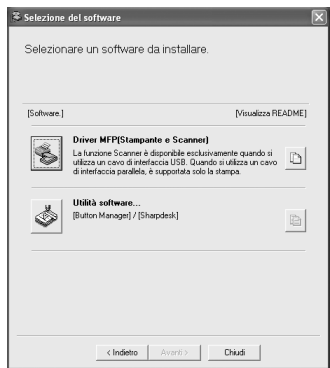 Selezione del software
Selezionare un software da installare.
[Software.] [Visualizza README]
Driver MFP(Stampante e Scanner)
La funzione Scanner è disponibile esclusivamente quando si
utilizza un cavo di interfaccia USB. Quando si utilizza un cavo
di interfaccia parallela, è supportata solo la stampa.
Utilità software...
[Button Manager] / [Sharpdesk]
< Indietro Avanti > Chiudi